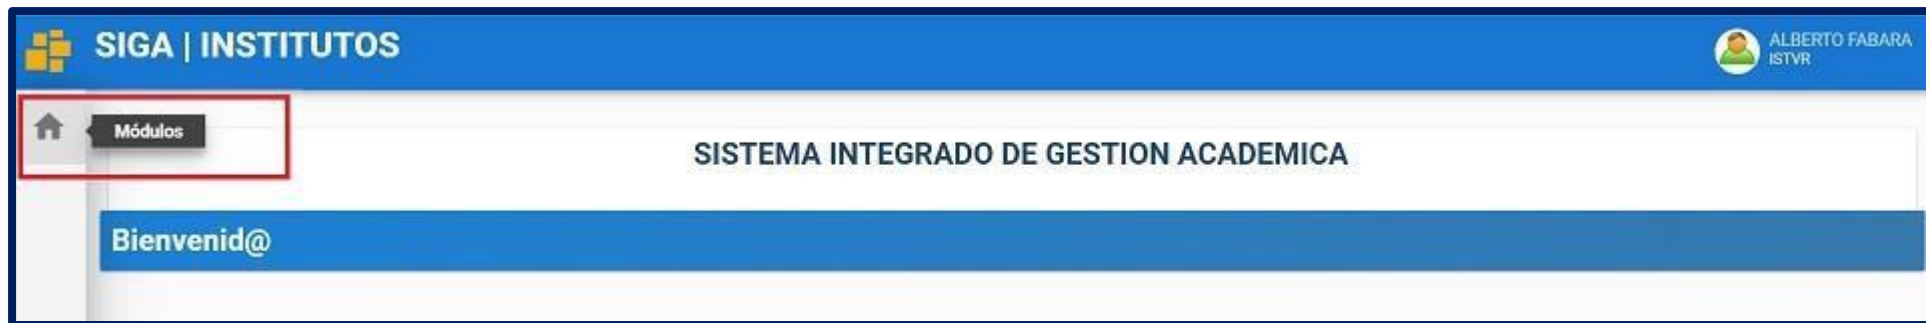 SIGA | INSTITUTOS
ALBERTO FABARA
ISTVR
Módulos
SISTEMA INTEGRADO DE GESTION ACADEMICA
Bienvenid@